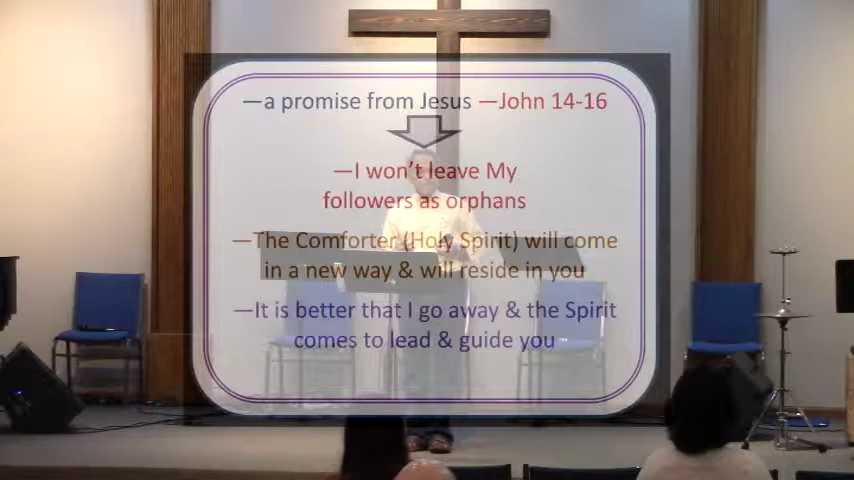 —a promise from Jesus —John 14-16
—I won't leave My
followers as orphans
—The Comforter (Holy Spirit) will come
in a new way & will reside in you
—It is better that I go away & the Spirit
comes to lead & guide you